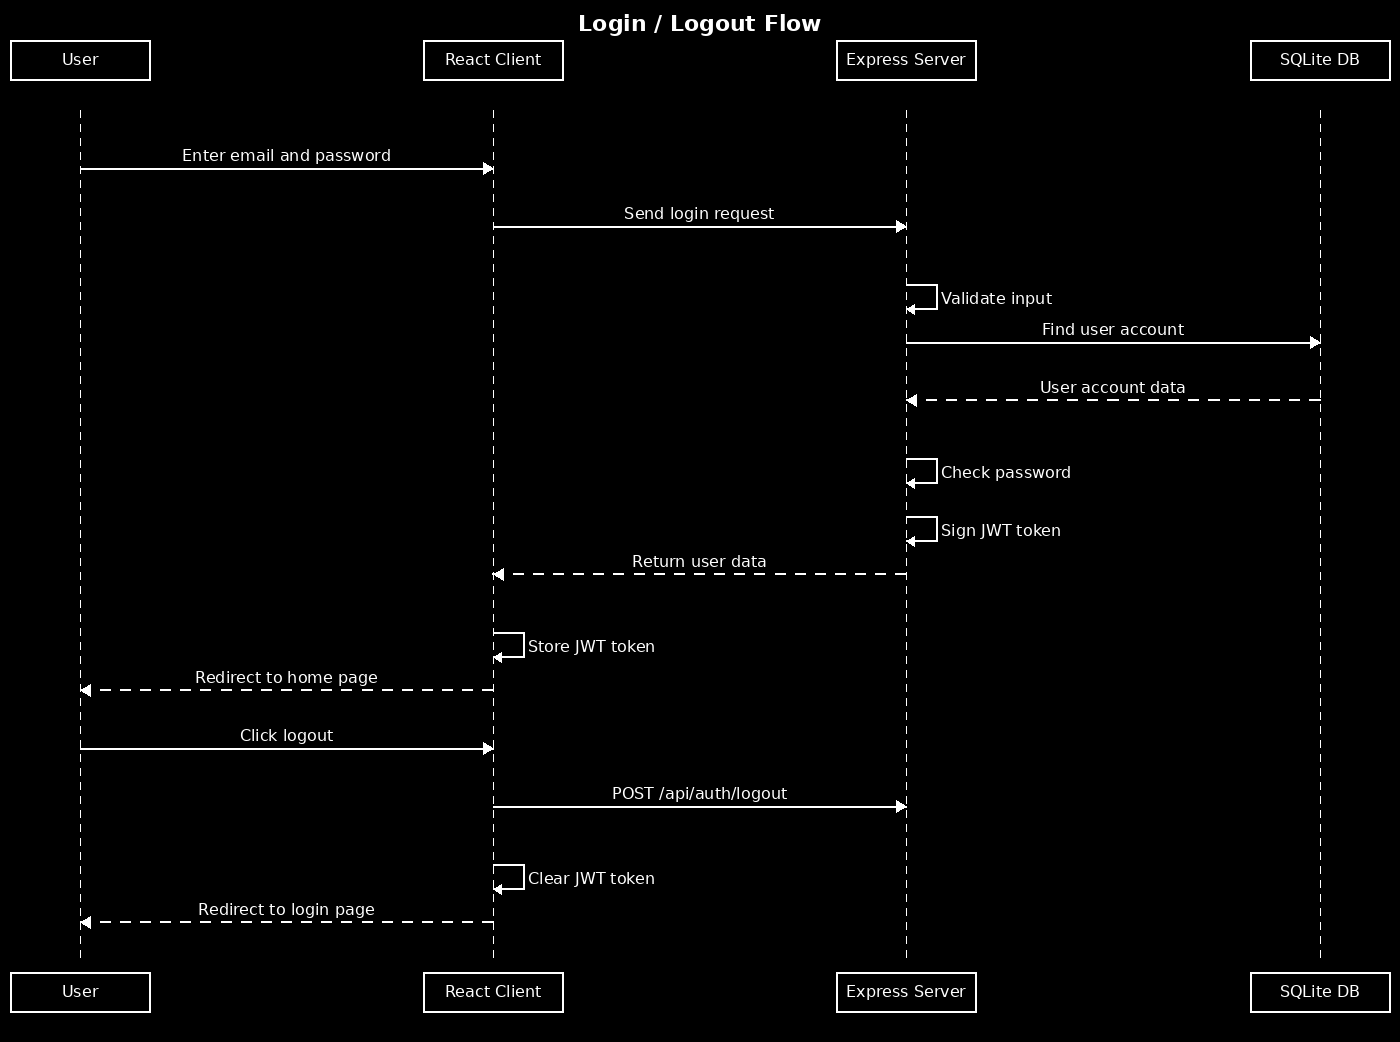 Login / Logout Flow
User
React Client
Express Server
SQLite DB
Enter email and password
Send login request
Validate input
Find user account
User account data
Check password
Sign JWT token
Return user data
Store JWT token
Redirect to home page
Click logout
POST /api/auth/logout
Clear JWT token
Redirect to login page
User
React Client
Express Server
SQLite DB